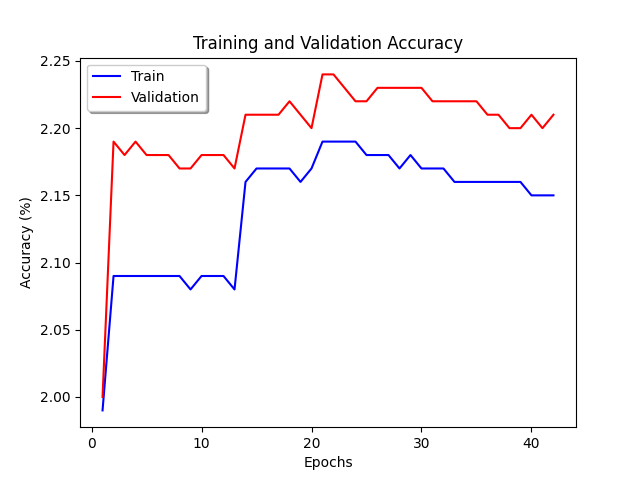 Training and Validation Accuracy
Train
Validation
Accuracy (%)
2.25
2.20
2.15
2.10
2.05
2.00
0 10 20 30 40
Epochs